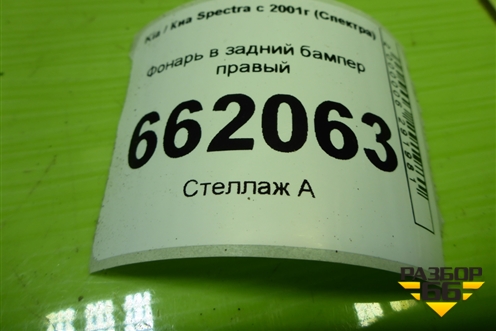 Kia / Киа Spectra с 2001г (Спектра)
Фонарь в задний бампер
правый
662063
Стеллаж А
РАЗБОР
66